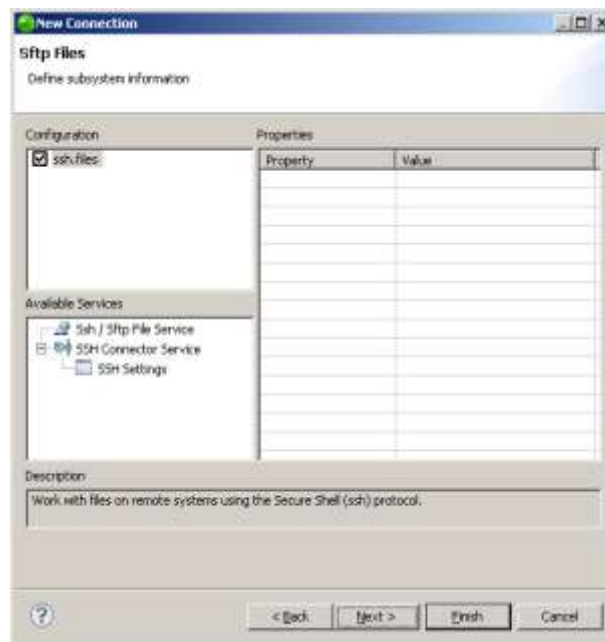 New Connection
Sftp Files
Define subsystem information
Configuration
Properties
ssh.files
Property Value
Available Services
Ssh / Sftp File Service
SSH Connector Service
SSH Settings
Description
Work with files on remote systems using the Secure Shell (ssh) protocol.
< Back Next > Finish Cancel